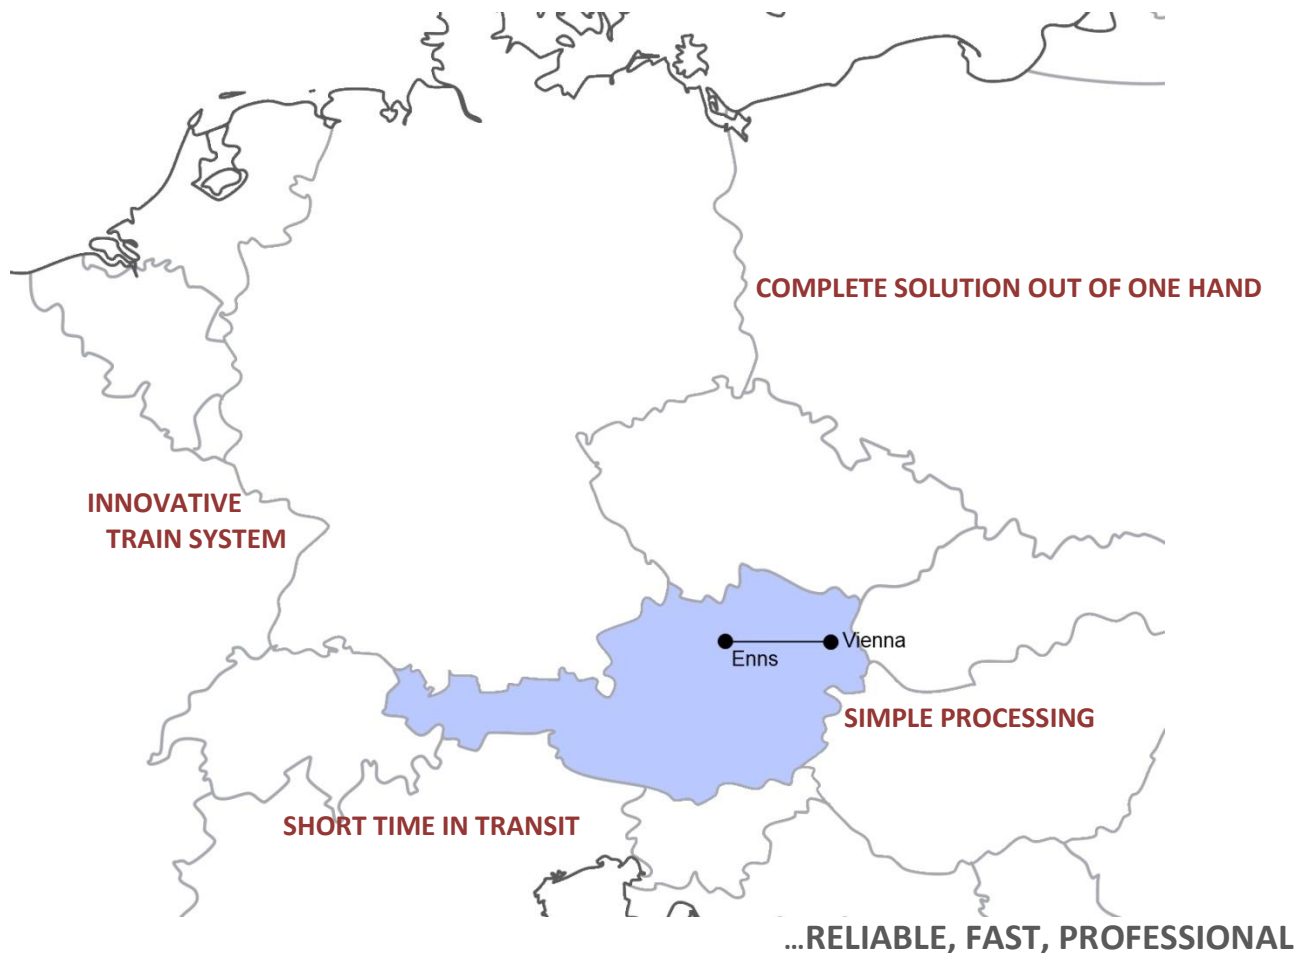 COMPLETE SOLUTION OUT OF ONE HAND
INNOVATIVE
TRAIN SYSTEM
Vienna
Enns
SIMPLE PROCESSING
SHORT TIME IN TRANSIT
...RELIABLE, FAST, PROFESSIONAL